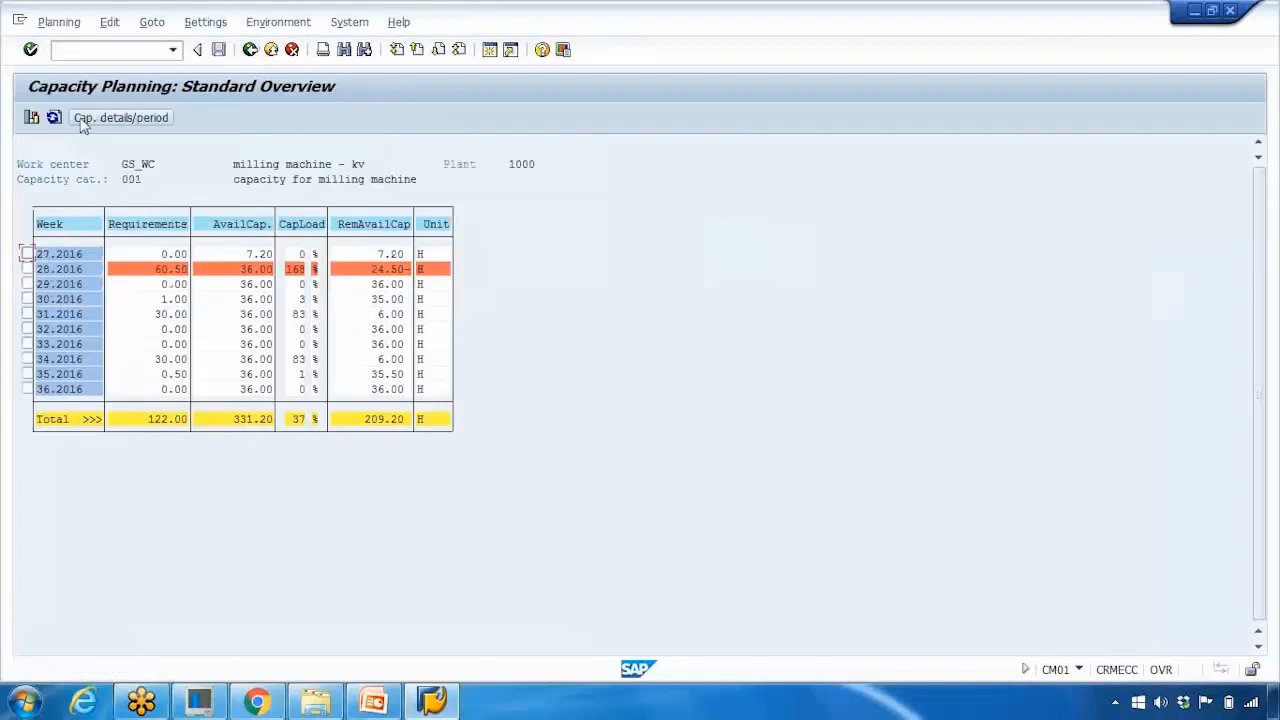 Planning Edit Goto Settings Environment System Help
Capacity Planning: Standard Overview
Cap. details/period
Work center GS_WC milling machine - kv Plant 1000
Capacity cat.: 001 capacity for milling machine
Week Requirements AvailCap. CapLoad RemAvailCap Unit
27.2016 0.00 7.20 0 % 7.20 H
28.2016 60.50 36.00 168 % 24.50- H
29.2016 0.00 36.00 0 % 36.00 H
30.2016 1.00 36.00 3 % 35.00 H
31.2016 30.00 36.00 83 % 6.00 H
32.2016 0.00 36.00 0 % 36.00 H
33.2016 0.00 36.00 0 % 36.00 H
34.2016 30.00 36.00 83 % 6.00 H
35.2016 0.50 36.00 1 % 35.50 H
36.2016 0.00 36.00 0 % 36.00 H
Total >>> 122.00 331.20 37 % 209.20 H
SAP
CM01 CRMECC OVR